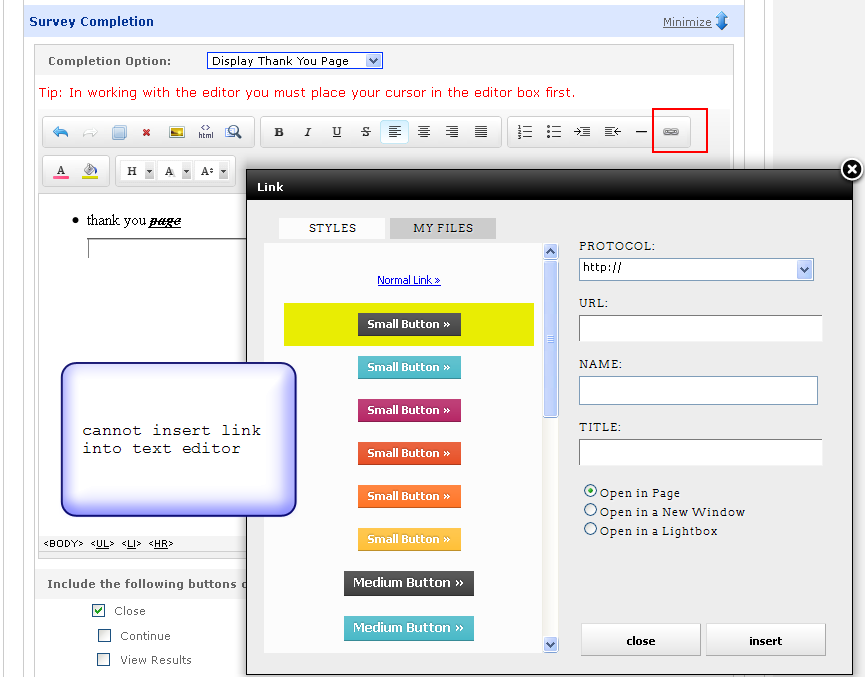 Survey Completion
Minimize
Completion Option:
Display Thank You Page
Tip: In working with the editor you must place your cursor in the editor box first.
html
B I U S
A H A A
Link
thank you page
STYLES
MY FILES
PROTOCOL:
http://
Normal Link »
URL:
Small Button »
Small Button »
NAME:
Small Button »
cannot insert link
into text editor
TITLE:
Small Button »
Small Button »
Open in Page
Open in a New Window
Open in a Lightbox
Small Button »
<BODY> <UL> <LI> <HR>
Medium Button »
Include the following buttons o
Close
Medium Button »
Continue
close
insert
View Results